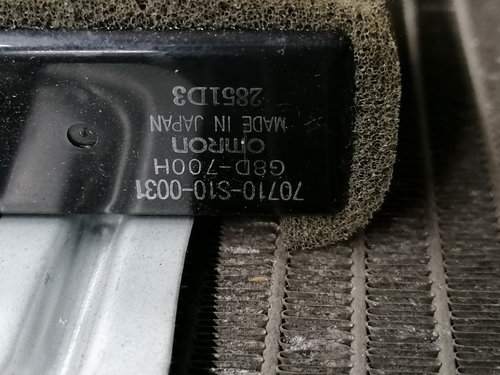 70710-S10-0031
G8D-700H
OMRON
MADE IN JAPAN
2851D3